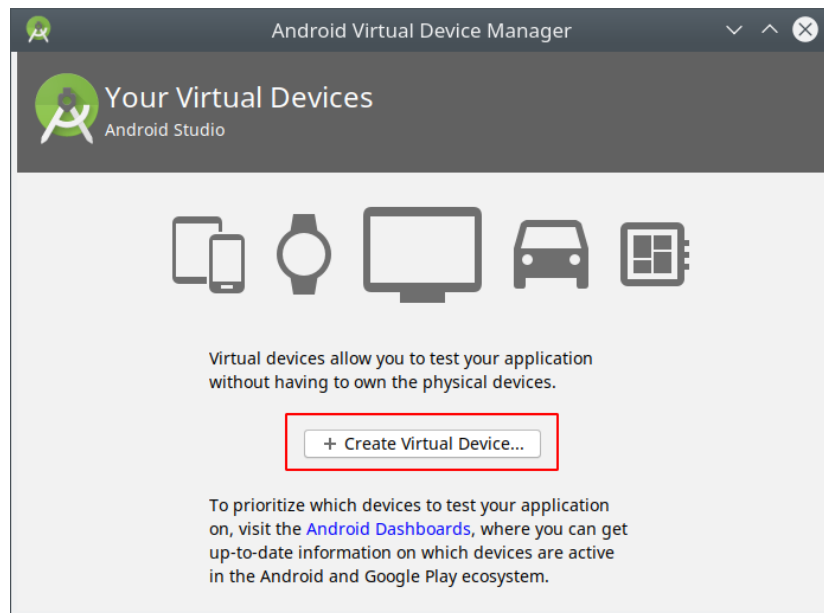 Android Virtual Device Manager
Your Virtual Devices
Android Studio
Virtual devices allow you to test your application
without having to own the physical devices.
+ Create Virtual Device...
To prioritize which devices to test your application
on, visit the Android Dashboards, where you can get
up-to-date information on which devices are active
in the Android and Google Play ecosystem.